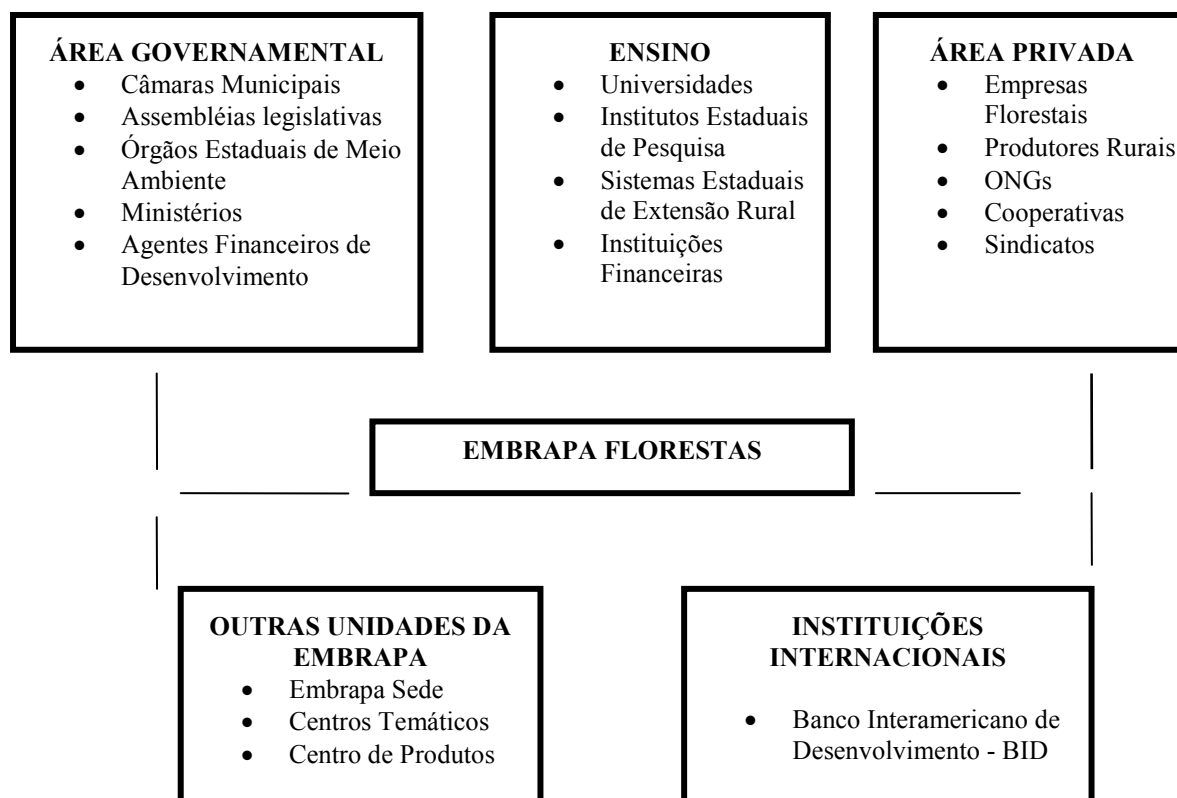 ÁREA GOVERNAMENTAL
• Câmaras Municipais
• Assembléias legislativas
• Órgãos Estaduais de Meio
Ambiente
• Ministérios
• Agentes Financeiros de
Desenvolvimento
ENSINO
• Universidades
• Institutos Estaduais
de Pesquisa
• Sistemas Estaduais
de Extensão Rural
• Instituições
Financeiras
ÁREA PRIVADA
• Empresas
Florestais
• Produtores Rurais
• ONGs
• Cooperativas
• Sindicatos
EMBRAPA FLORESTAS
OUTRAS UNIDADES DA
EMBRAPA
• Embrapa Sede
• Centros Temáticos
• Centro de Produtos
INSTITUIÇÕES
INTERNACIONAIS
• Banco Interamericano de
Desenvolvimento - BID